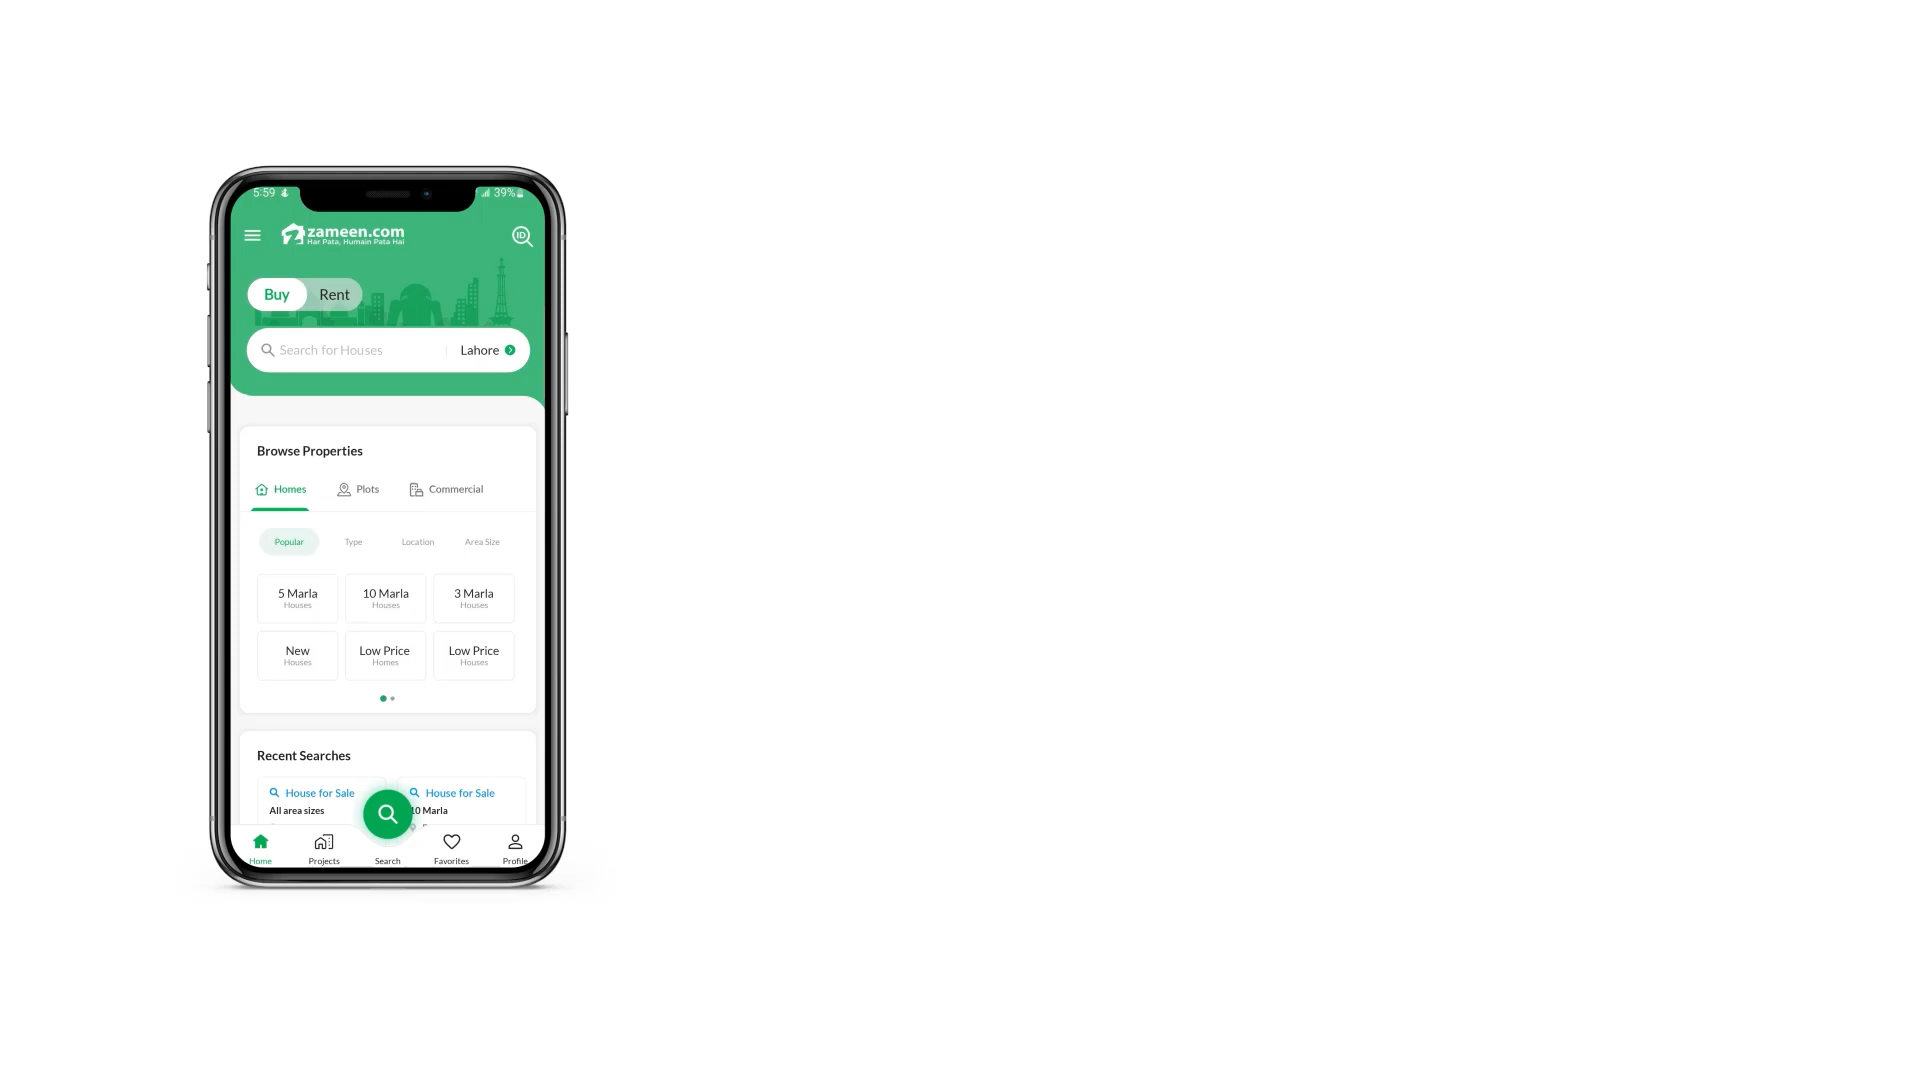 5:59
39%
zameen.com
Har Pata, Humain Pata Hai
ID
Buy Rent
Search for Houses Lahore
Browse Properties
Homes Plots Commercial
Popular Type Location Area Size
5 Marla 10 Marla 3 Marla
Houses Houses Houses
New Low Price Low Price
Houses Homes Houses
Recent Searches
House for Sale House for Sale
All area sizes 10 Marla
Home Projects Search Favorites Profile